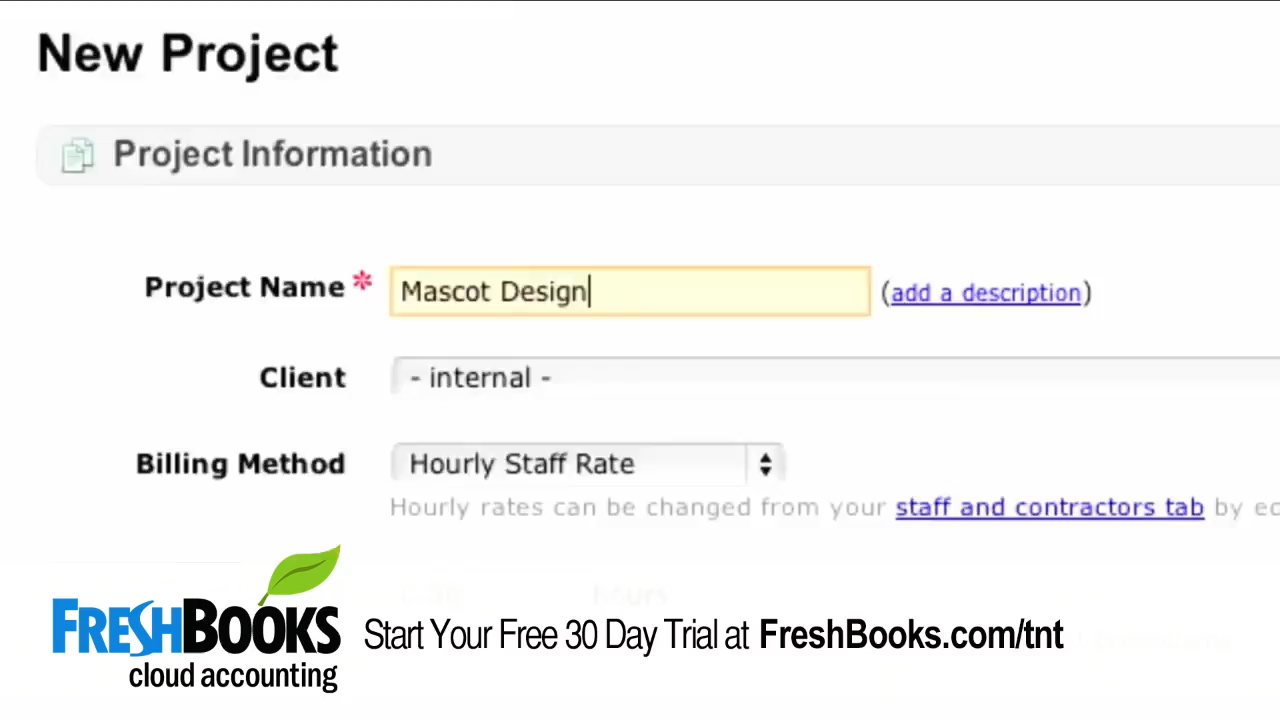 New Project
Project Information
Project Name * Mascot Design (add a description)
Client - internal -
Billing Method Hourly Staff Rate
Hourly rates can be changed from your staff and contractors tab by
hours
FRESHBOOKS
cloud accounting
Start Your Free 30 Day Trial at FreshBooks.com/tnt